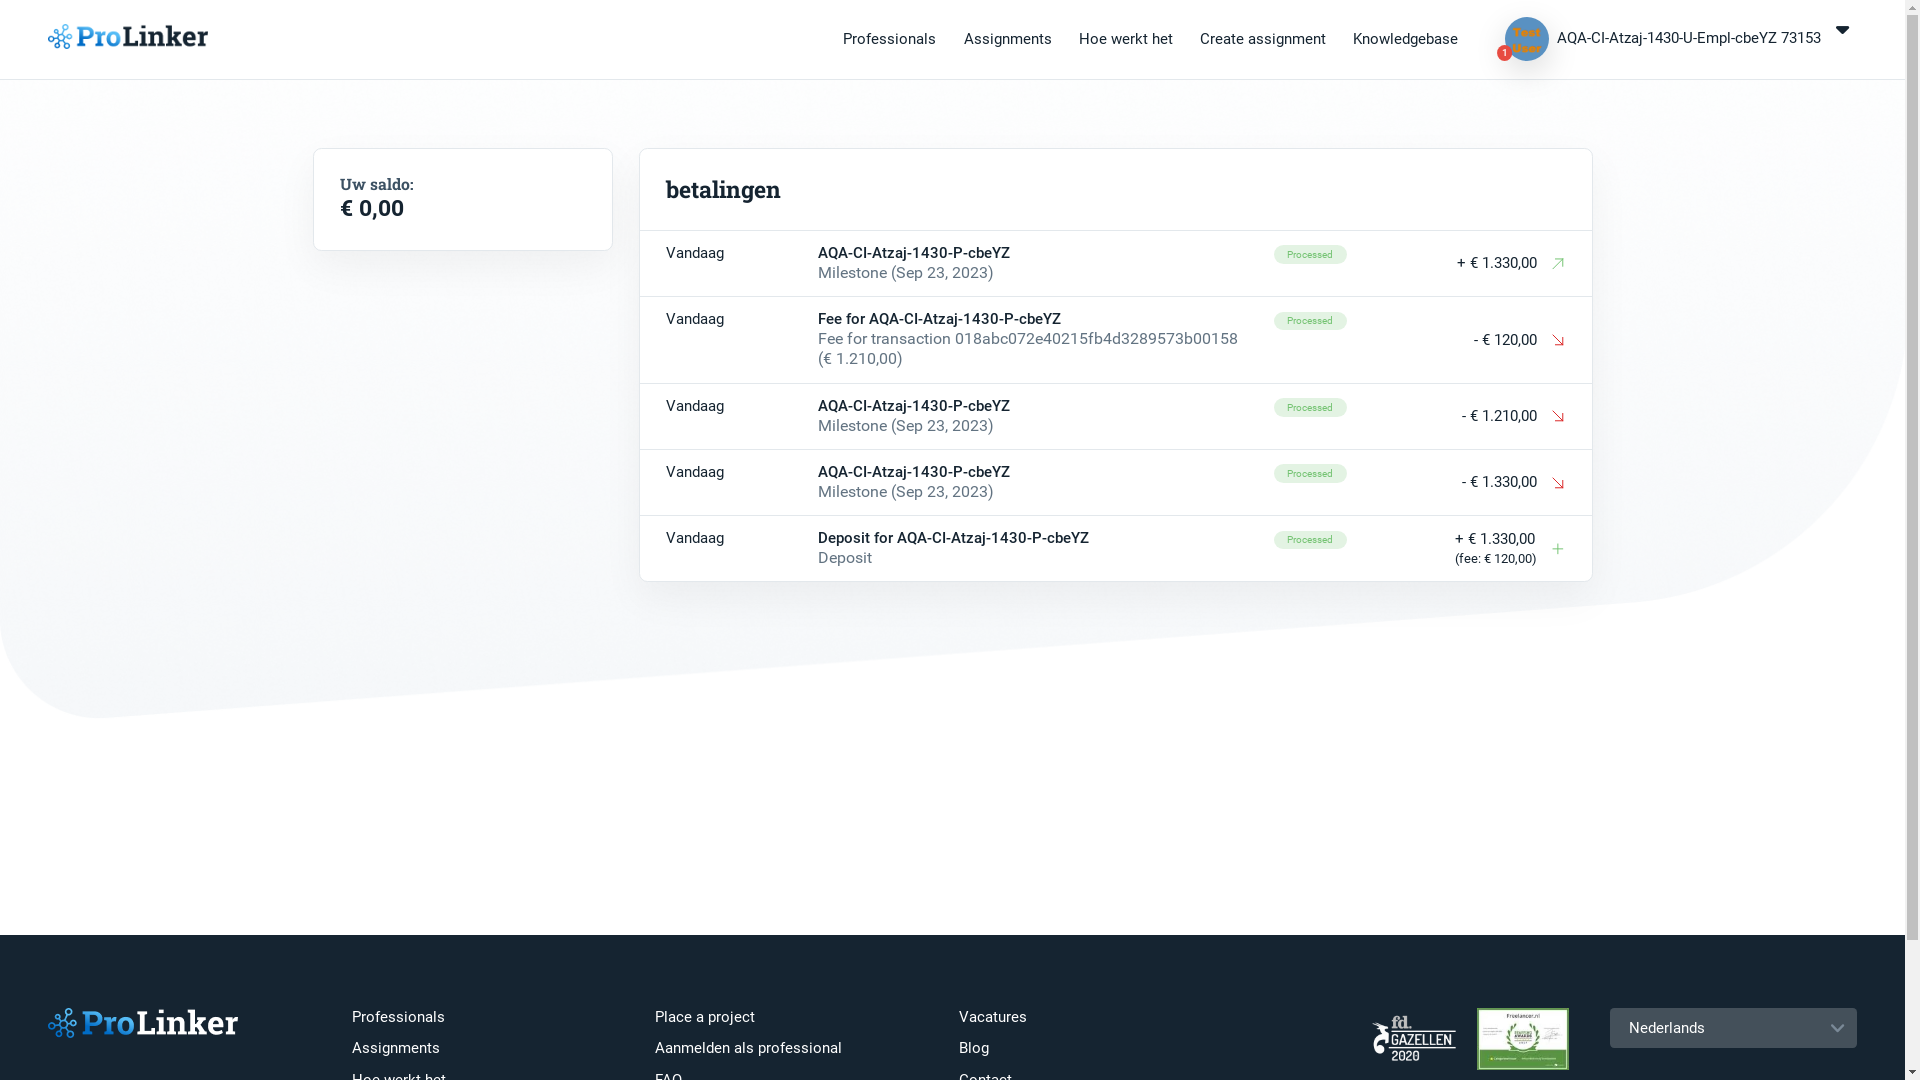 ProLinker
Professionals
Assignments
Hoe werkt het
Create assignment
Knowledgebase
Test
User
1
AQA-CI-Atzaj-1430-U-Empl-cbeYZ 73153
Uw saldo:
€ 0,00
betalingen
Vandaag
AQA-CI-Atzaj-1430-P-cbeYZ
Milestone (Sep 23, 2023)
Processed
+ € 1.330,00
Vandaag
Fee for AQA-CI-Atzaj-1430-P-cbeYZ
Fee for transaction 018abc072e40215fb4d3289573b00158
(€ 1.210,00)
Processed
- € 120,00
Vandaag
AQA-CI-Atzaj-1430-P-cbeYZ
Milestone (Sep 23, 2023)
Processed
- € 1.210,00
Vandaag
AQA-CI-Atzaj-1430-P-cbeYZ
Milestone (Sep 23, 2023)
Processed
- € 1.330,00
Vandaag
Deposit for AQA-CI-Atzaj-1430-P-cbeYZ
Deposit
Processed
+ € 1.330,00
(fee: € 120,00)
ProLinker
Professionals
Assignments
Hoe werkt het
Place a project
Aanmelden als professional
FAQ
Vacatures
Blog
Contact
fd.
GAZELLEN
2020
Freelancer.nl
Nederlands